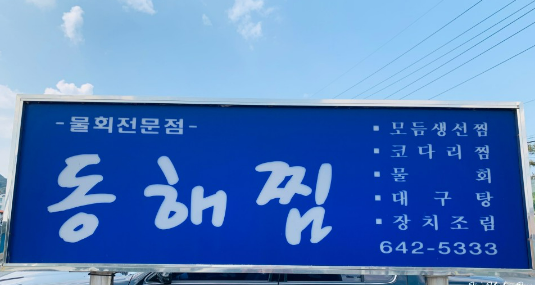 -물회전문점-
동해찜
▪ 모듬생선찜
▪ 코다리찜
▪ 물회
▪ 대구탕
▪ 장치조림
642-5333